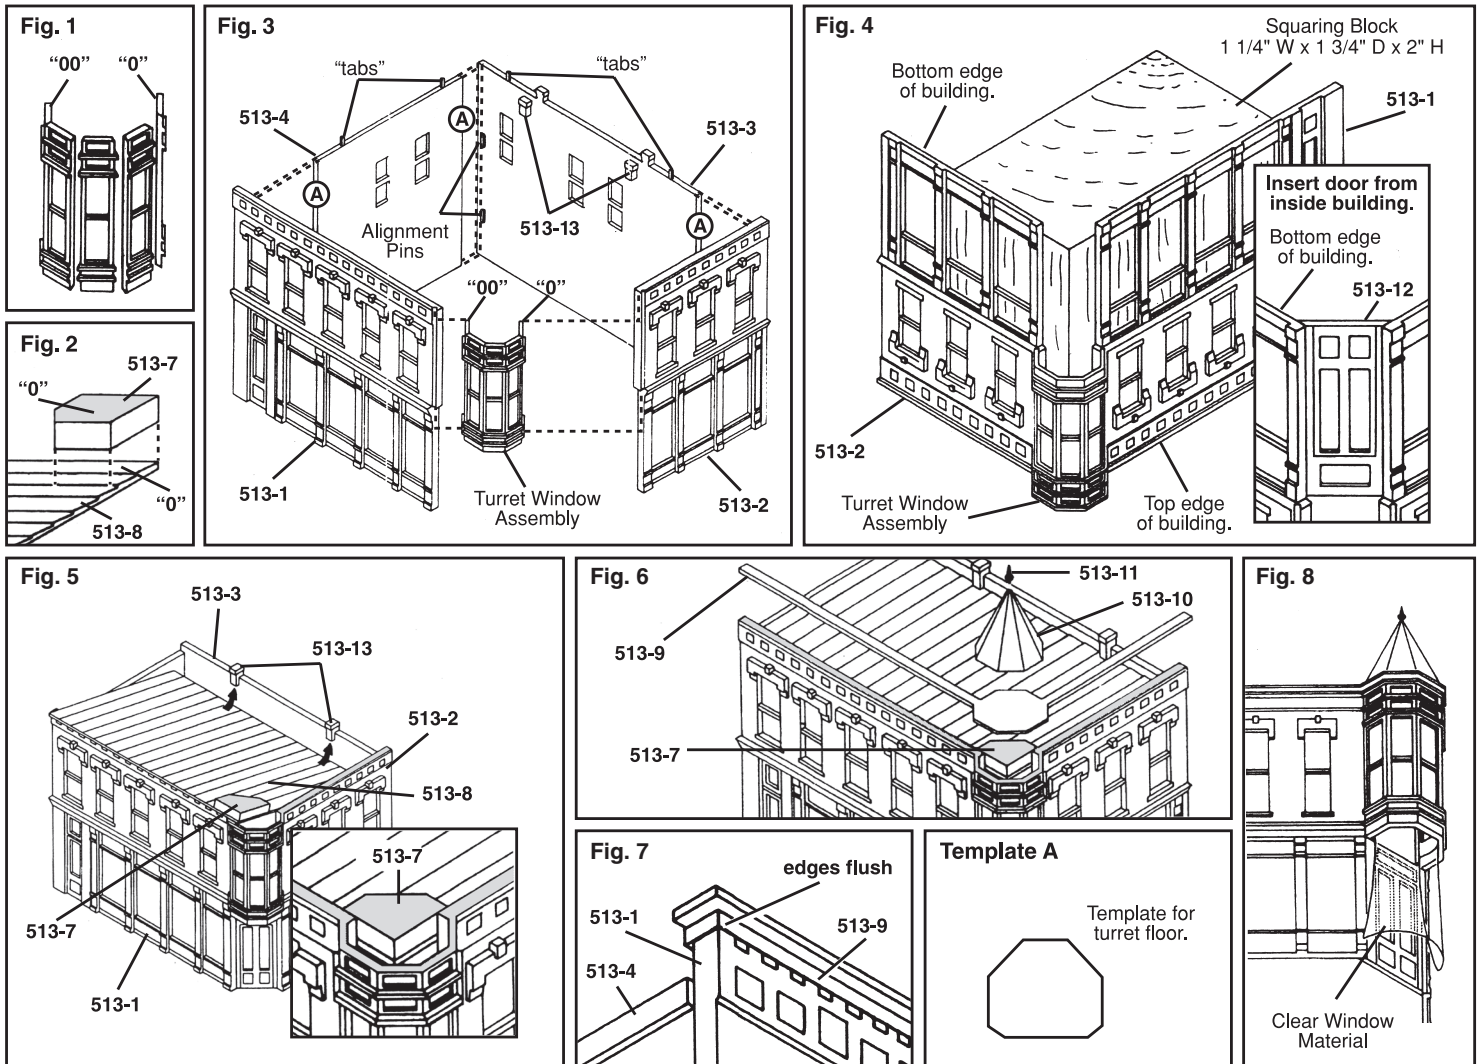 Fig. 1
“00”
“0”
Fig. 2
513-7
“0”
“0”
513-8
Fig. 3
“tabs”
“tabs”
513-4
A
513-3
A
A
Alignment
Pins
513-13
“00”
“0”
513-1
Turret Window
Assembly
513-2
Fig. 4
Squaring Block
1 1/4" W x 1 3/4" D x 2" H
Bottom edge
of building.
513-1
Insert door from
inside building.
Bottom edge
of building.
513-12
513-2
Turret Window
Assembly
Top edge
of building.
Fig. 5
513-3
513-13
513-2
513-8
513-7
513-7
513-1
Fig. 6
513-11
513-10
513-9
513-7
Fig. 7
edges flush
513-1
513-9
513-4
Template A
Template for
turret floor.
Fig. 8
Clear Window
Material